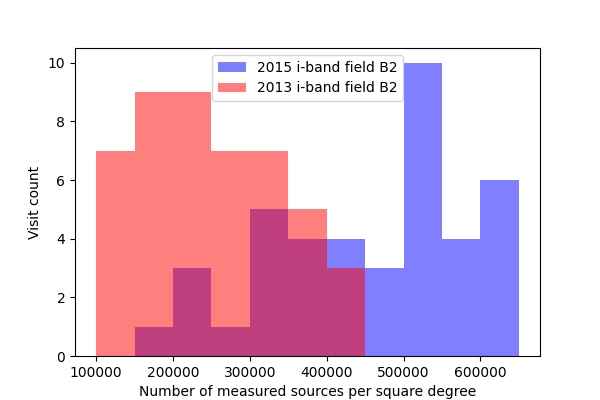 2015 i-band field B2
2013 i-band field B2
10
8
6
4
2
0
Visit count
100000 200000 300000 400000 500000 600000
Number of measured sources per square degree